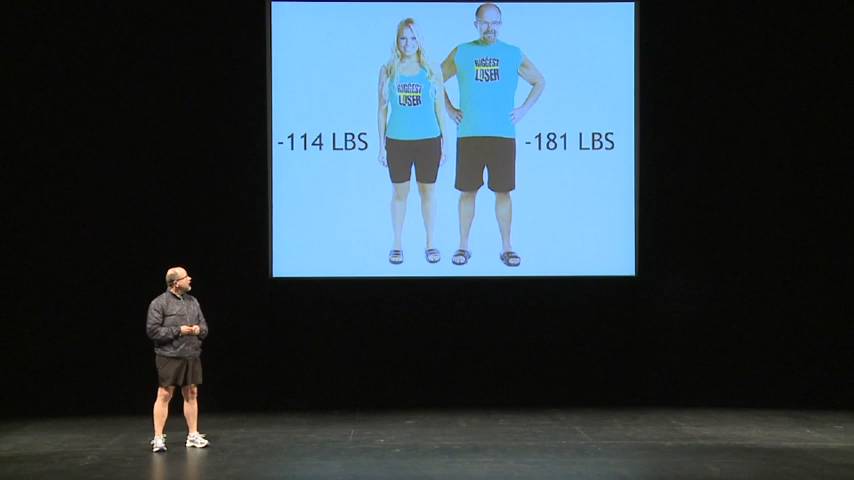 BIGGEST
LOSER
BIGGEST
LOSER
-114 LBS
-181 LBS